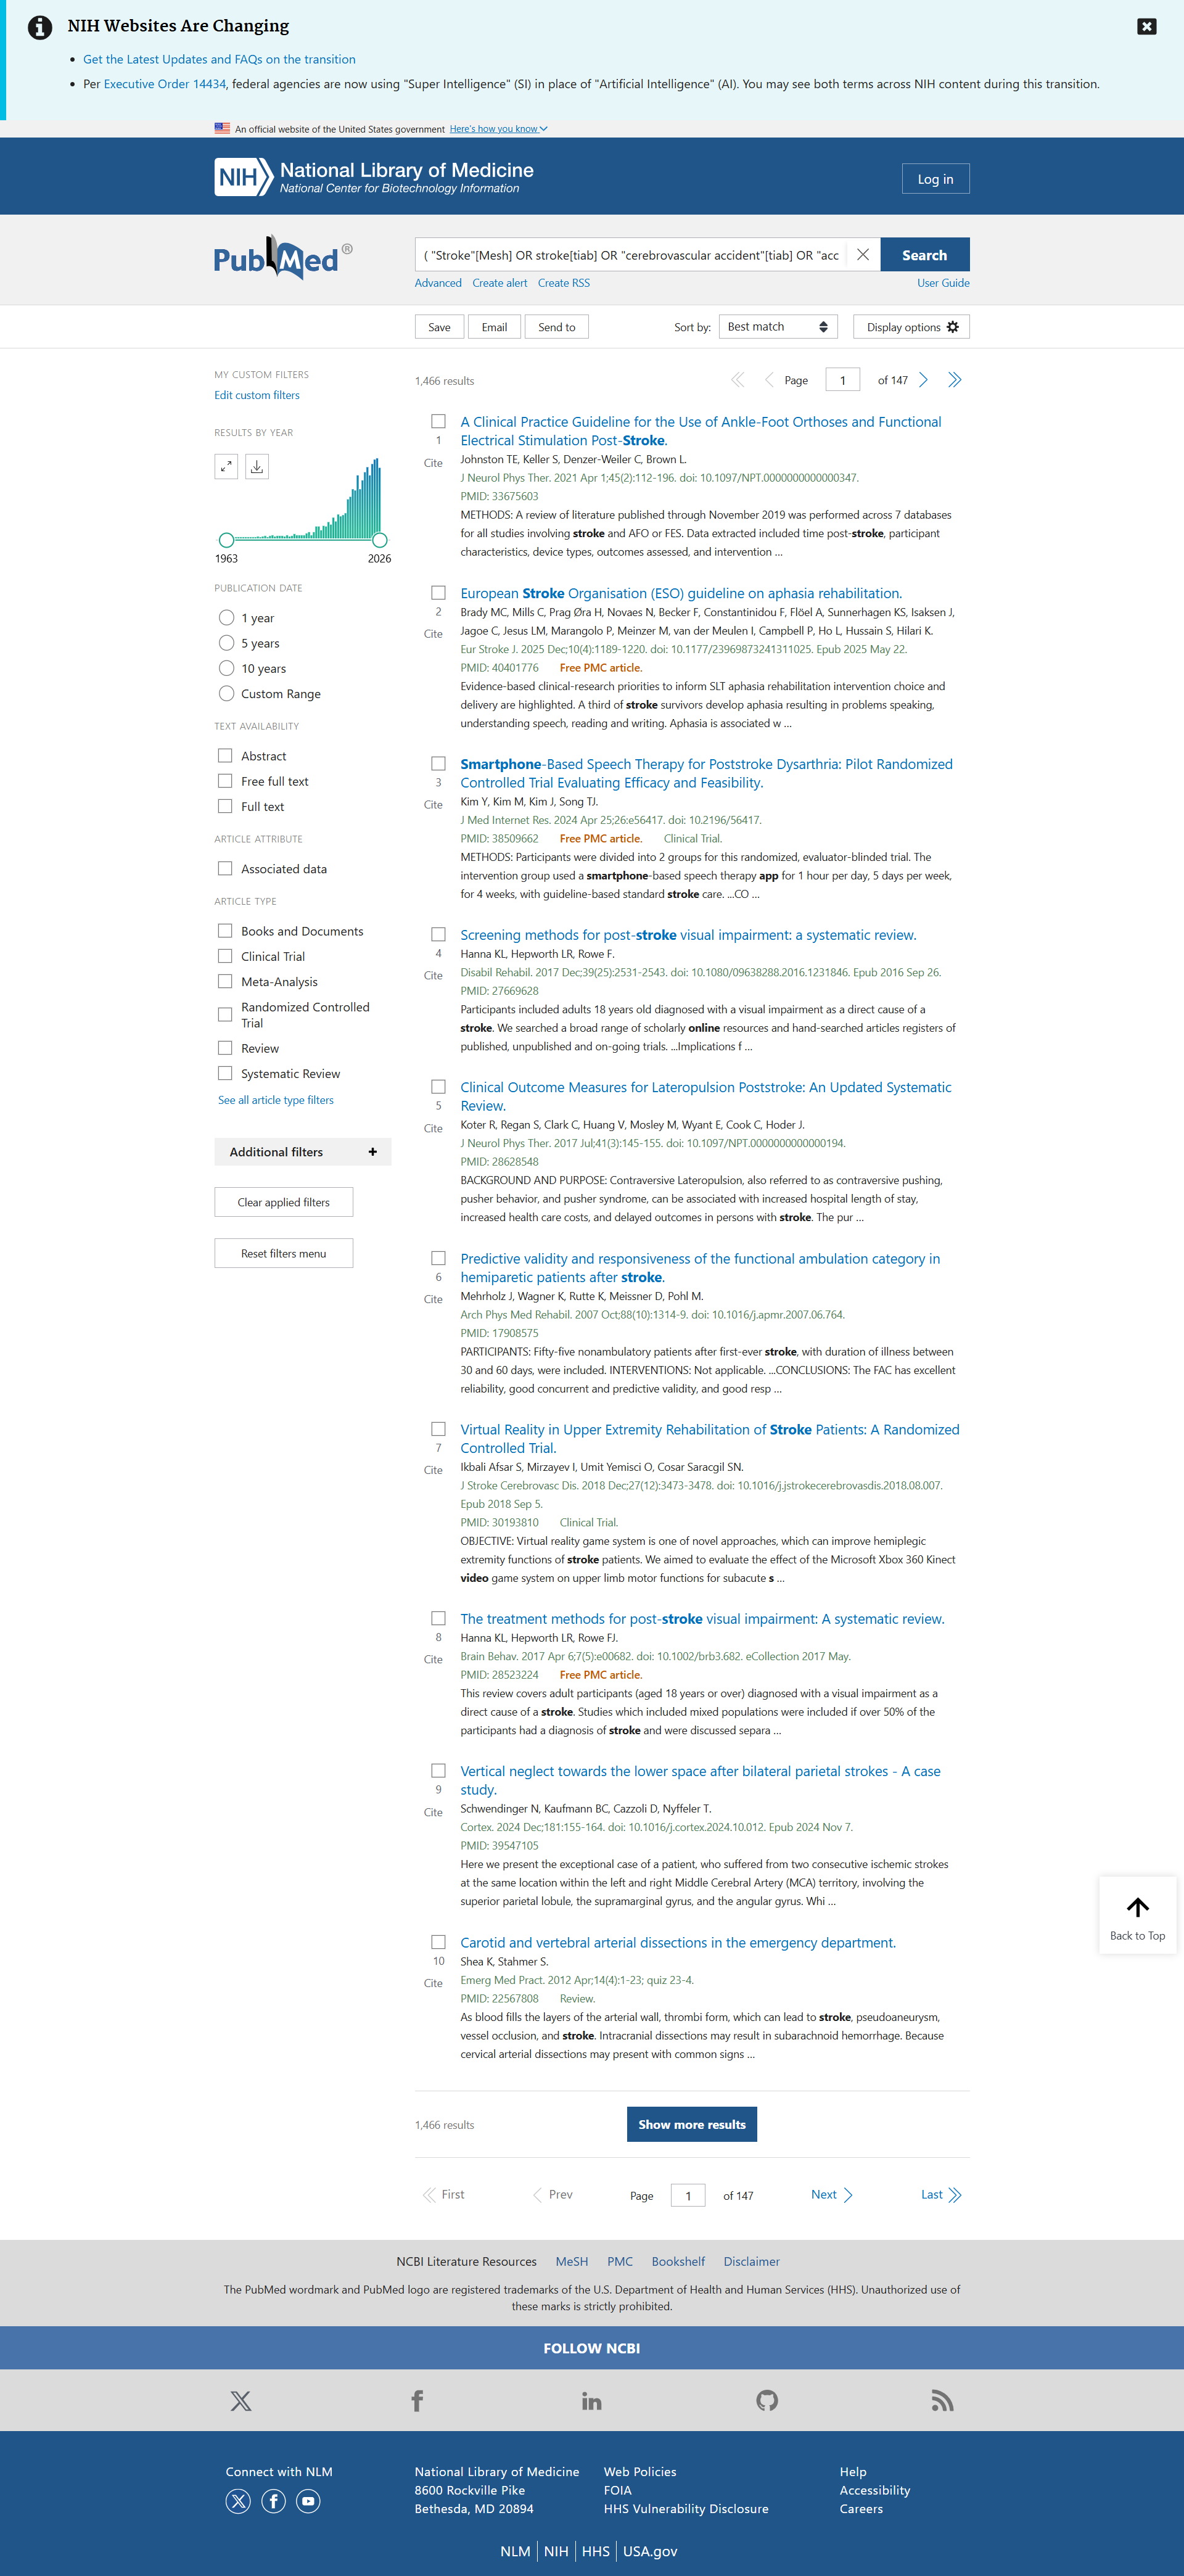 NIH Websites Are Changing
Get the Latest Updates and FAQs on the transition
Per Executive Order 14434, federal agencies are now using "Super Intelligence" (SI) in place of "Artificial Intelligence" (AI). You may see both terms across NIH content during this transition.
An official website of the United States government Here's how you know
NIH National Library of Medicine
National Center for Biotechnology Information
Log in
PubMed®
( "Stroke"[Mesh] OR stroke[tiab] OR "cerebrovascular accident"[tiab] OR "acc
Search
Advanced Create alert Create RSS User Guide
Save Email Send to Sort by: Best match Display options
MY CUSTOM FILTERS
Edit custom filters
RESULTS BY YEAR
1963 2026
PUBLICATION DATE
1 year
5 years
10 years
Custom Range
TEXT AVAILABILITY
Abstract
Free full text
Full text
ARTICLE ATTRIBUTE
Associated data
ARTICLE TYPE
Books and Documents
Clinical Trial
Meta-Analysis
Randomized Controlled
Trial
Review
Systematic Review
See all article type filters
Additional filters +
Clear applied filters
Reset filters menu
1,466 results Page 1 of 147
1
Cite
A Clinical Practice Guideline for the Use of Ankle-Foot Orthoses and Functional
Electrical Stimulation Post-Stroke.
Johnston TE, Keller S, Denzer-Weiler C, Brown L.
J Neurol Phys Ther. 2021 Apr 1;45(2):112-196. doi: 10.1097/NPT.0000000000000347.
PMID: 33675603
METHODS: A review of literature published through November 2019 was performed across 7 databases
for all studies involving stroke and AFO or FES. Data extracted included time post-stroke, participant
characteristics, device types, outcomes assessed, and intervention ...
2
Cite
European Stroke Organisation (ESO) guideline on aphasia rehabilitation.
Brady MC, Mills C, Prag Øra H, Novaes N, Becker F, Constantinidou F, Flöel A, Sunnerhagen KS, Isaksen J,
Jagoe C, Jesus LM, Marangolo P, Meinzer M, van der Meulen I, Campbell P, Ho L, Hussain S, Hilari K.
Eur Stroke J. 2025 Dec;10(4):1189-1220. doi: 10.1177/23969873241311025. Epub 2025 May 22.
PMID: 40401776 Free PMC article.
Evidence-based clinical-research priorities to inform SLT aphasia rehabilitation intervention choice and
delivery are highlighted. A third of stroke survivors develop aphasia resulting in problems speaking,
understanding speech, reading and writing. Aphasia is associated w ...
3
Cite
Smartphone-Based Speech Therapy for Poststroke Dysarthria: Pilot Randomized
Controlled Trial Evaluating Efficacy and Feasibility.
Kim Y, Kim M, Kim J, Song TJ.
J Med Internet Res. 2024 Apr 25;26:e56417. doi: 10.2196/56417.
PMID: 38509662 Free PMC article. Clinical Trial.
METHODS: Participants were divided into 2 groups for this randomized, evaluator-blinded trial. The
intervention group used a smartphone-based speech therapy app for 1 hour per day, 5 days per week,
for 4 weeks, with guideline-based standard stroke care. ...CO ...
4
Cite
Screening methods for post-stroke visual impairment: a systematic review.
Hanna KL, Hepworth LR, Rowe F.
Disabil Rehabil. 2017 Dec;39(25):2531-2543. doi: 10.1080/09638288.2016.1231846. Epub 2016 Sep 26.
PMID: 27669628
Participants included adults 18 years old diagnosed with a visual impairment as a direct cause of a
stroke. We searched a broad range of scholarly online resources and hand-searched articles registers of
published, unpublished and on-going trials. ...Implications f ...
5
Cite
Clinical Outcome Measures for Lateropulsion Poststroke: An Updated Systematic
Review.
Koter R, Regan S, Clark C, Huang V, Mosley M, Wyant E, Cook C, Hoder J.
J Neurol Phys Ther. 2017 Jul;41(3):145-155. doi: 10.1097/NPT.0000000000000194.
PMID: 28628548
BACKGROUND AND PURPOSE: Contraversive Lateropulsion, also referred to as contraversive pushing,
pusher behavior, and pusher syndrome, can be associated with increased hospital length of stay,
increased health care costs, and delayed outcomes in persons with stroke. The pur ...
6
Cite
Predictive validity and responsiveness of the functional ambulation category in
hemiparetic patients after stroke.
Mehrholz J, Wagner K, Rutte K, Meissner D, Pohl M.
Arch Phys Med Rehabil. 2007 Oct;88(10):1314-9. doi: 10.1016/j.apmr.2007.06.764.
PMID: 17908575
PARTICIPANTS: Fifty-five nonambulatory patients after first-ever stroke, with duration of illness between
30 and 60 days, were included. INTERVENTIONS: Not applicable. ...CONCLUSIONS: The FAC has excellent
reliability, good concurrent and predictive validity, and good resp ...
7
Cite
Virtual Reality in Upper Extremity Rehabilitation of Stroke Patients: A Randomized
Controlled Trial.
Ikbali Afsar S, Mirzayev I, Umit Yemisci O, Cosar Saracgil SN.
J Stroke Cerebrovasc Dis. 2018 Dec;27(12):3473-3478. doi: 10.1016/j.jstrokecerebrovasdis.2018.08.007.
Epub 2018 Sep 5.
PMID: 30193810 Clinical Trial.
OBJECTIVE: Virtual reality game system is one of novel approaches, which can improve hemiplegic
extremity functions of stroke patients. We aimed to evaluate the effect of the Microsoft Xbox 360 Kinect
video game system on upper limb motor functions for subacute s ...
8
Cite
The treatment methods for post-stroke visual impairment: A systematic review.
Hanna KL, Hepworth LR, Rowe FJ.
Brain Behav. 2017 Apr 6;7(5):e00682. doi: 10.1002/brb3.682. eCollection 2017 May.
PMID: 28523224 Free PMC article.
This review covers adult participants (aged 18 years or over) diagnosed with a visual impairment as a
direct cause of a stroke. Studies which included mixed populations were included if over 50% of the
participants had a diagnosis of stroke and were discussed separa ...
9
Cite
Vertical neglect towards the lower space after bilateral parietal strokes - A case
study.
Schwendinger N, Kaufmann BC, Cazzoli D, Nyffeler T.
Cortex. 2024 Dec;181:155-164. doi: 10.1016/j.cortex.2024.10.012. Epub 2024 Nov 7.
PMID: 39547105
Here we present the exceptional case of a patient, who suffered from two consecutive ischemic strokes
at the same location within the left and right Middle Cerebral Artery (MCA) territory, involving the
superior parietal lobule, the supramarginal gyrus, and the angular gyrus. Whi ...
10
Cite
Carotid and vertebral arterial dissections in the emergency department.
Shea K, Stahmer S.
Emerg Med Pract. 2012 Apr;14(4):1-23; quiz 23-4.
PMID: 22567808 Review.
As blood fills the layers of the arterial wall, thrombi form, which can lead to stroke, pseudoaneurysm,
vessel occlusion, and stroke. Intracranial dissections may result in subarachnoid hemorrhage. Because
cervical arterial dissections may present with common signs ...
Back to Top
1,466 results Show more results
First Prev Page 1 of 147 Next Last
NCBI Literature Resources MeSH PMC Bookshelf Disclaimer
The PubMed wordmark and PubMed logo are registered trademarks of the U.S. Department of Health and Human Services (HHS). Unauthorized use of
these marks is strictly prohibited.
FOLLOW NCBI
Connect with NLM
National Library of Medicine
8600 Rockville Pike
Bethesda, MD 20894
Web Policies
FOIA
HHS Vulnerability Disclosure
Help
Accessibility
Careers
NLM NIH HHS USA.gov